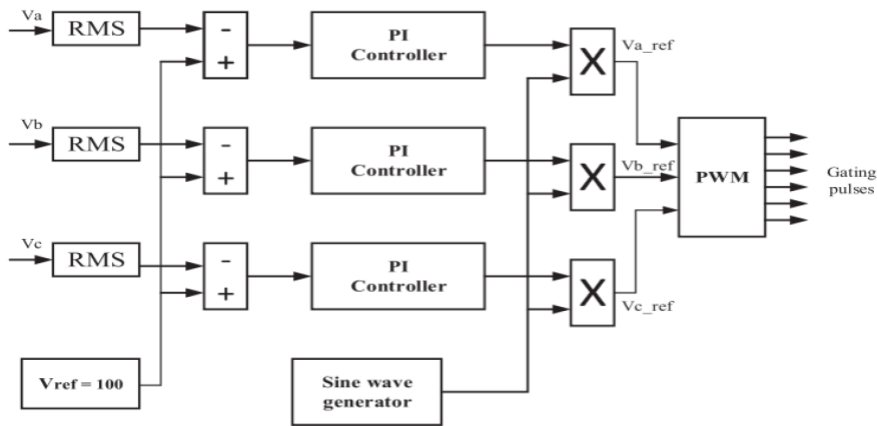 Va
RMS
-
+
PI
Controller
X
Va_ref
Vb
RMS
-
+
PI
Controller
X
Vb_ref
PWM
Gating
pulses
Vc
RMS
-
+
PI
Controller
X
Vc_ref
Vref = 100
Sine wave
generator